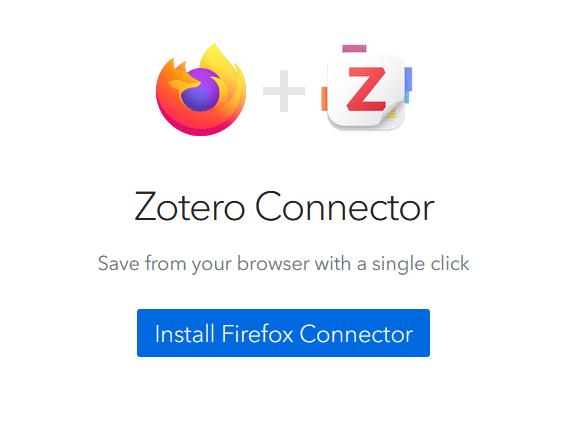 Z
Zotero Connector
Save from your browser with a single click
Install Firefox Connector